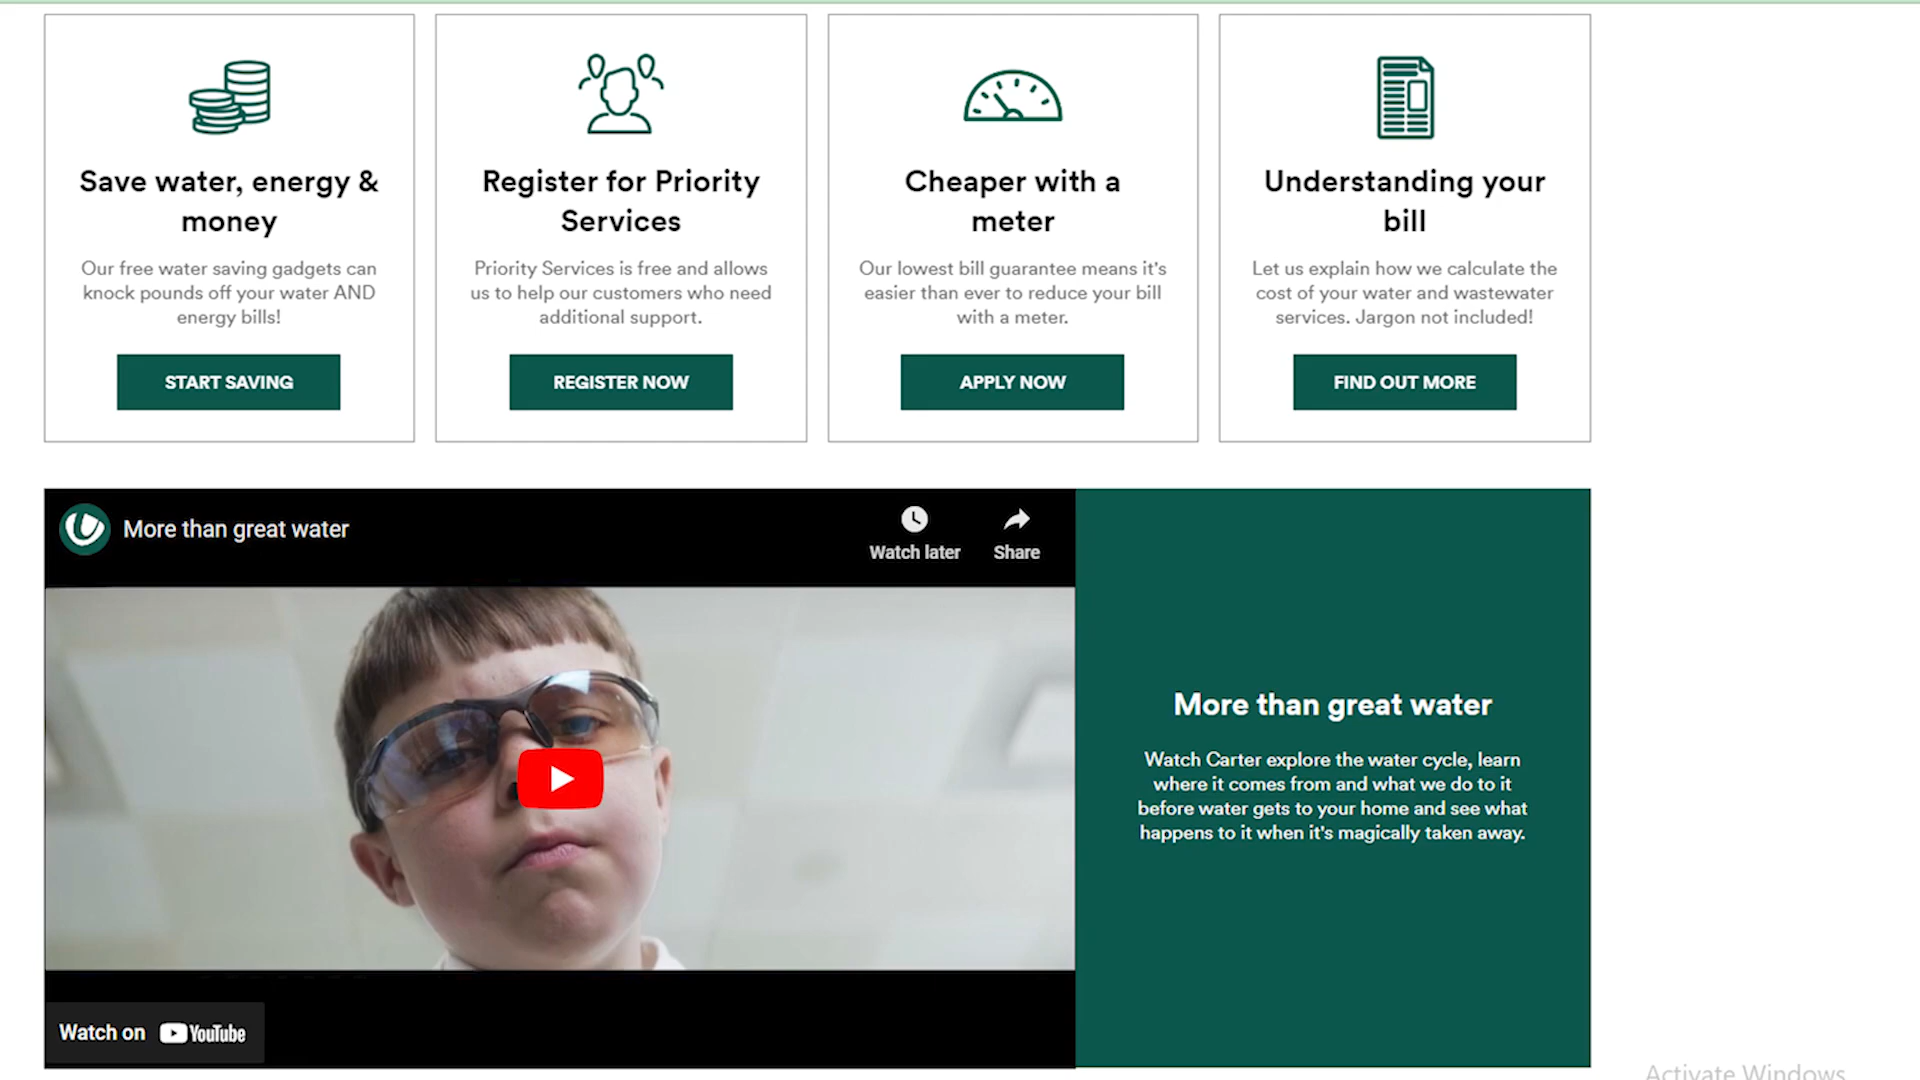 Save water, energy &
money
Our free water saving gadgets can
knock pounds off your water AND
energy bills!
START SAVING
Register for Priority
Services
Priority Services is free and allows
us to help our customers who need
additional support.
REGISTER NOW
Cheaper with a
meter
Our lowest bill guarantee means it's
easier than ever to reduce your bill
with a meter.
APPLY NOW
Understanding your
bill
Let us explain how we calculate the
cost of your water and wastewater
services. Jargon not included!
FIND OUT MORE
More than great water
Watch later
Share
Watch on YouTube
More than great water
Watch Carter explore the water cycle, learn
where it comes from and what we do to it
before water gets to your home and see what
happens to it when it's magically taken away.
Activate Windows